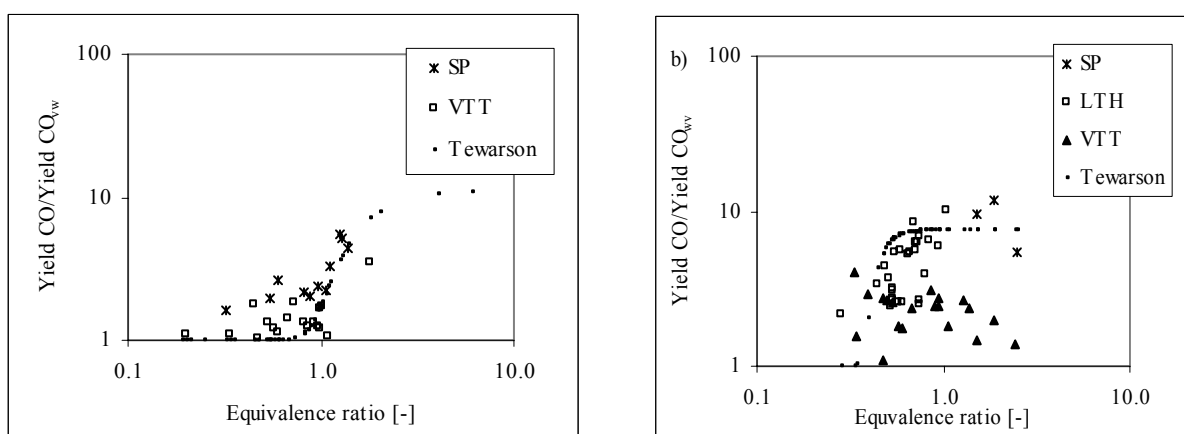 100
10
1
0.1
1.0
10.0
Yield CO/Yield CO_vw
Equivalence ratio [-]
SP
VTT
Tewarson
b)
100
10
1
0.1
1.0
10.0
Yield CO/Yield CO_wv
Equvalence ratio [-]
SP
LTH
VTT
Tewarson